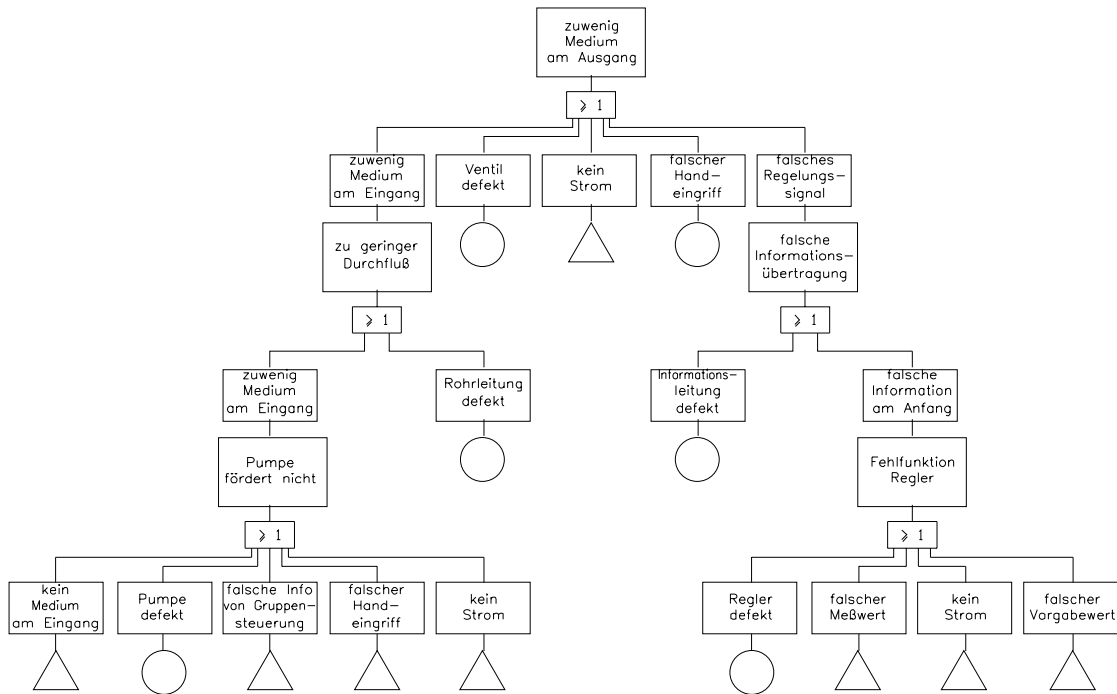 zuwenig
Medium
am Ausgang
⩾ 1
zuwenig
Medium
am Eingang
Ventil
defekt
kein
Strom
falscher
Hand–
eingriff
falsches
Regelungs–
signal
zu geringer
Durchfluß
falsche
Informations–
übertragung
⩾ 1
⩾ 1
zuwenig
Medium
am Eingang
Rohrleitung
defekt
Informations–
leitung
defekt
falsche
Information
am Anfang
Pumpe
fördert nicht
Fehlfunktion
Regler
⩾ 1
⩾ 1
kein
Medium
am Eingang
Pumpe
defekt
falsche Info
von Gruppen–
steuerung
falscher
Hand–
eingriff
kein
Strom
Regler
defekt
falscher
Meßwert
kein
Strom
falscher
Vorgabewert